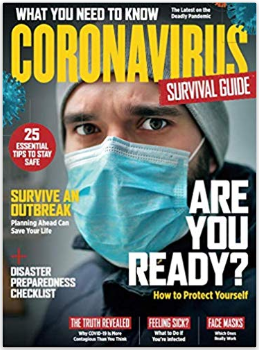 WHAT YOU NEED TO KNOW
The Latest on the
Deadly Pandemic
CORONAVIRUS
SURVIVAL GUIDE
25
ESSENTIAL
TIPS TO STAY
SAFE
SURVIVE AN
OUTBREAK
Planning Ahead Can
Save Your Life
+
DISASTER
PREPAREDNESS
CHECKLIST
ARE
YOU
READY?
How to Protect Yourself
THE TRUTH REVEALED
Why COVID-19 Is More
Contagious Than You Think
FEELING SICK?
What to Do if
You're Infected
FACE MASKS
Which Ones
Really Work